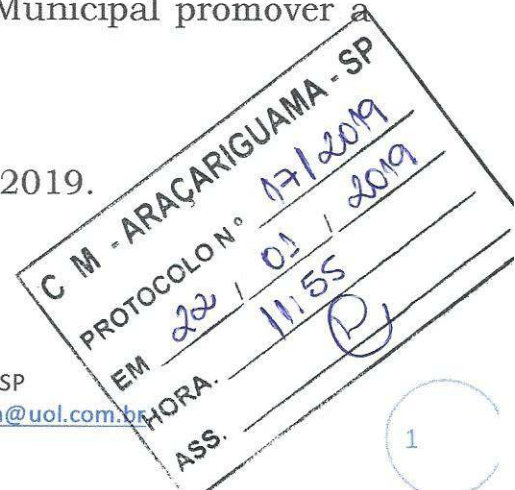 Municipal promover a
2019.
C M - ARAÇARIGUAMA - SP
PROTOCOLO N° 17/2019
EM 22 / 01 / 2019
HORA. 11:55
ASS.
SP
@uol.com.br
1